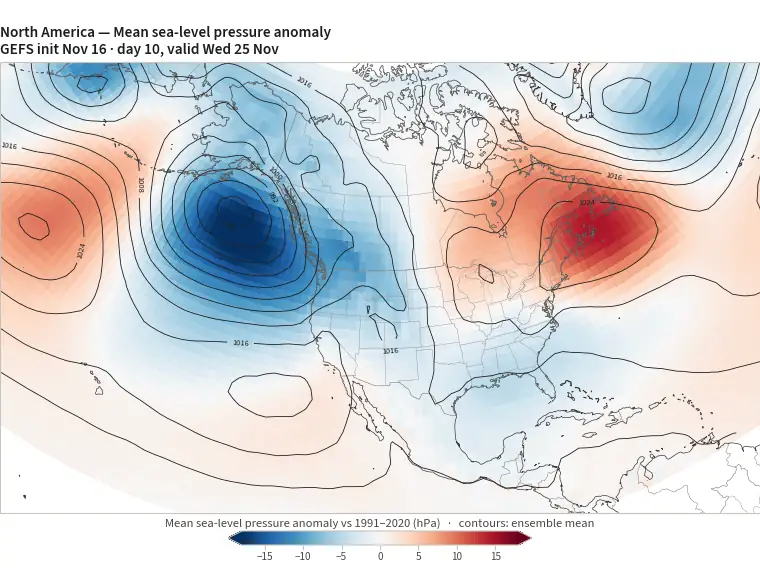 North America — Mean sea-level pressure anomaly
GEFS init Nov 16 · day 10, valid Wed 25 Nov
1016
1016
1008
1000
992
1016
1024
1024
1016
1016
Mean sea-level pressure anomaly vs 1991–2020 (hPa) · contours: ensemble mean
−15 −10 −5 0 5 10 15